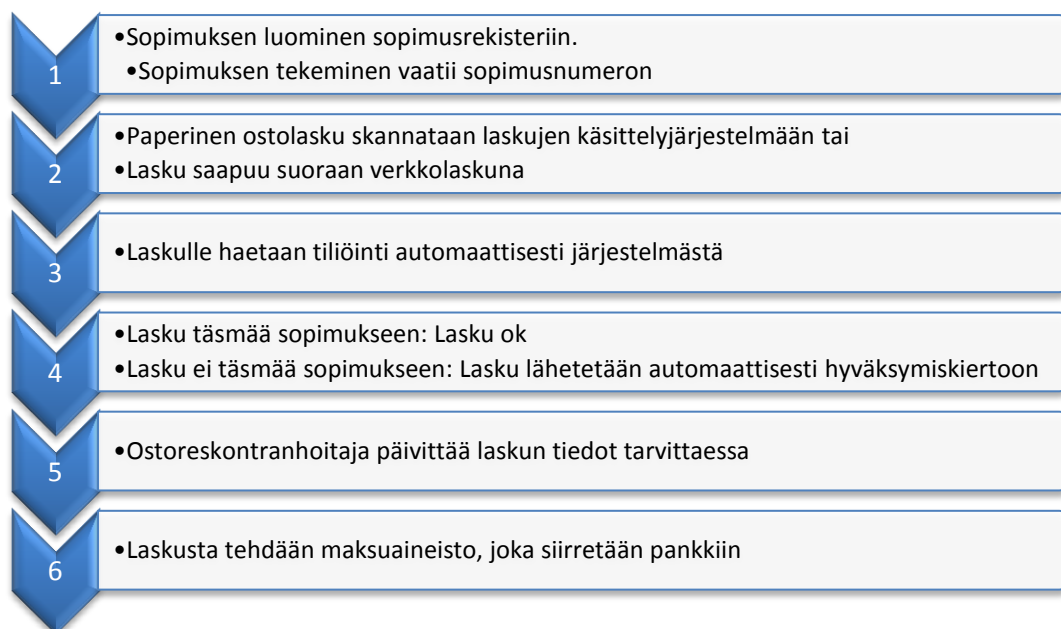 1
•Sopimuksen luominen sopimusrekisteriin.
•Sopimuksen tekeminen vaatii sopimusnumeron
2
•Paperinen ostolasku skannataan laskujen käsittelyjärjestelmään tai
•Lasku saapuu suoraan verkkolaskuna
3
•Laskulle haetaan tiliöinti automaattisesti järjestelmästä
4
•Lasku täsmää sopimukseen: Lasku ok
•Lasku ei täsmää sopimukseen: Lasku lähetetään automaattisesti hyväksymiskiertoon
5
•Ostoreskontranhoitaja päivittää laskun tiedot tarvittaessa
6
•Laskusta tehdään maksuaineisto, joka siirretään pankkiin